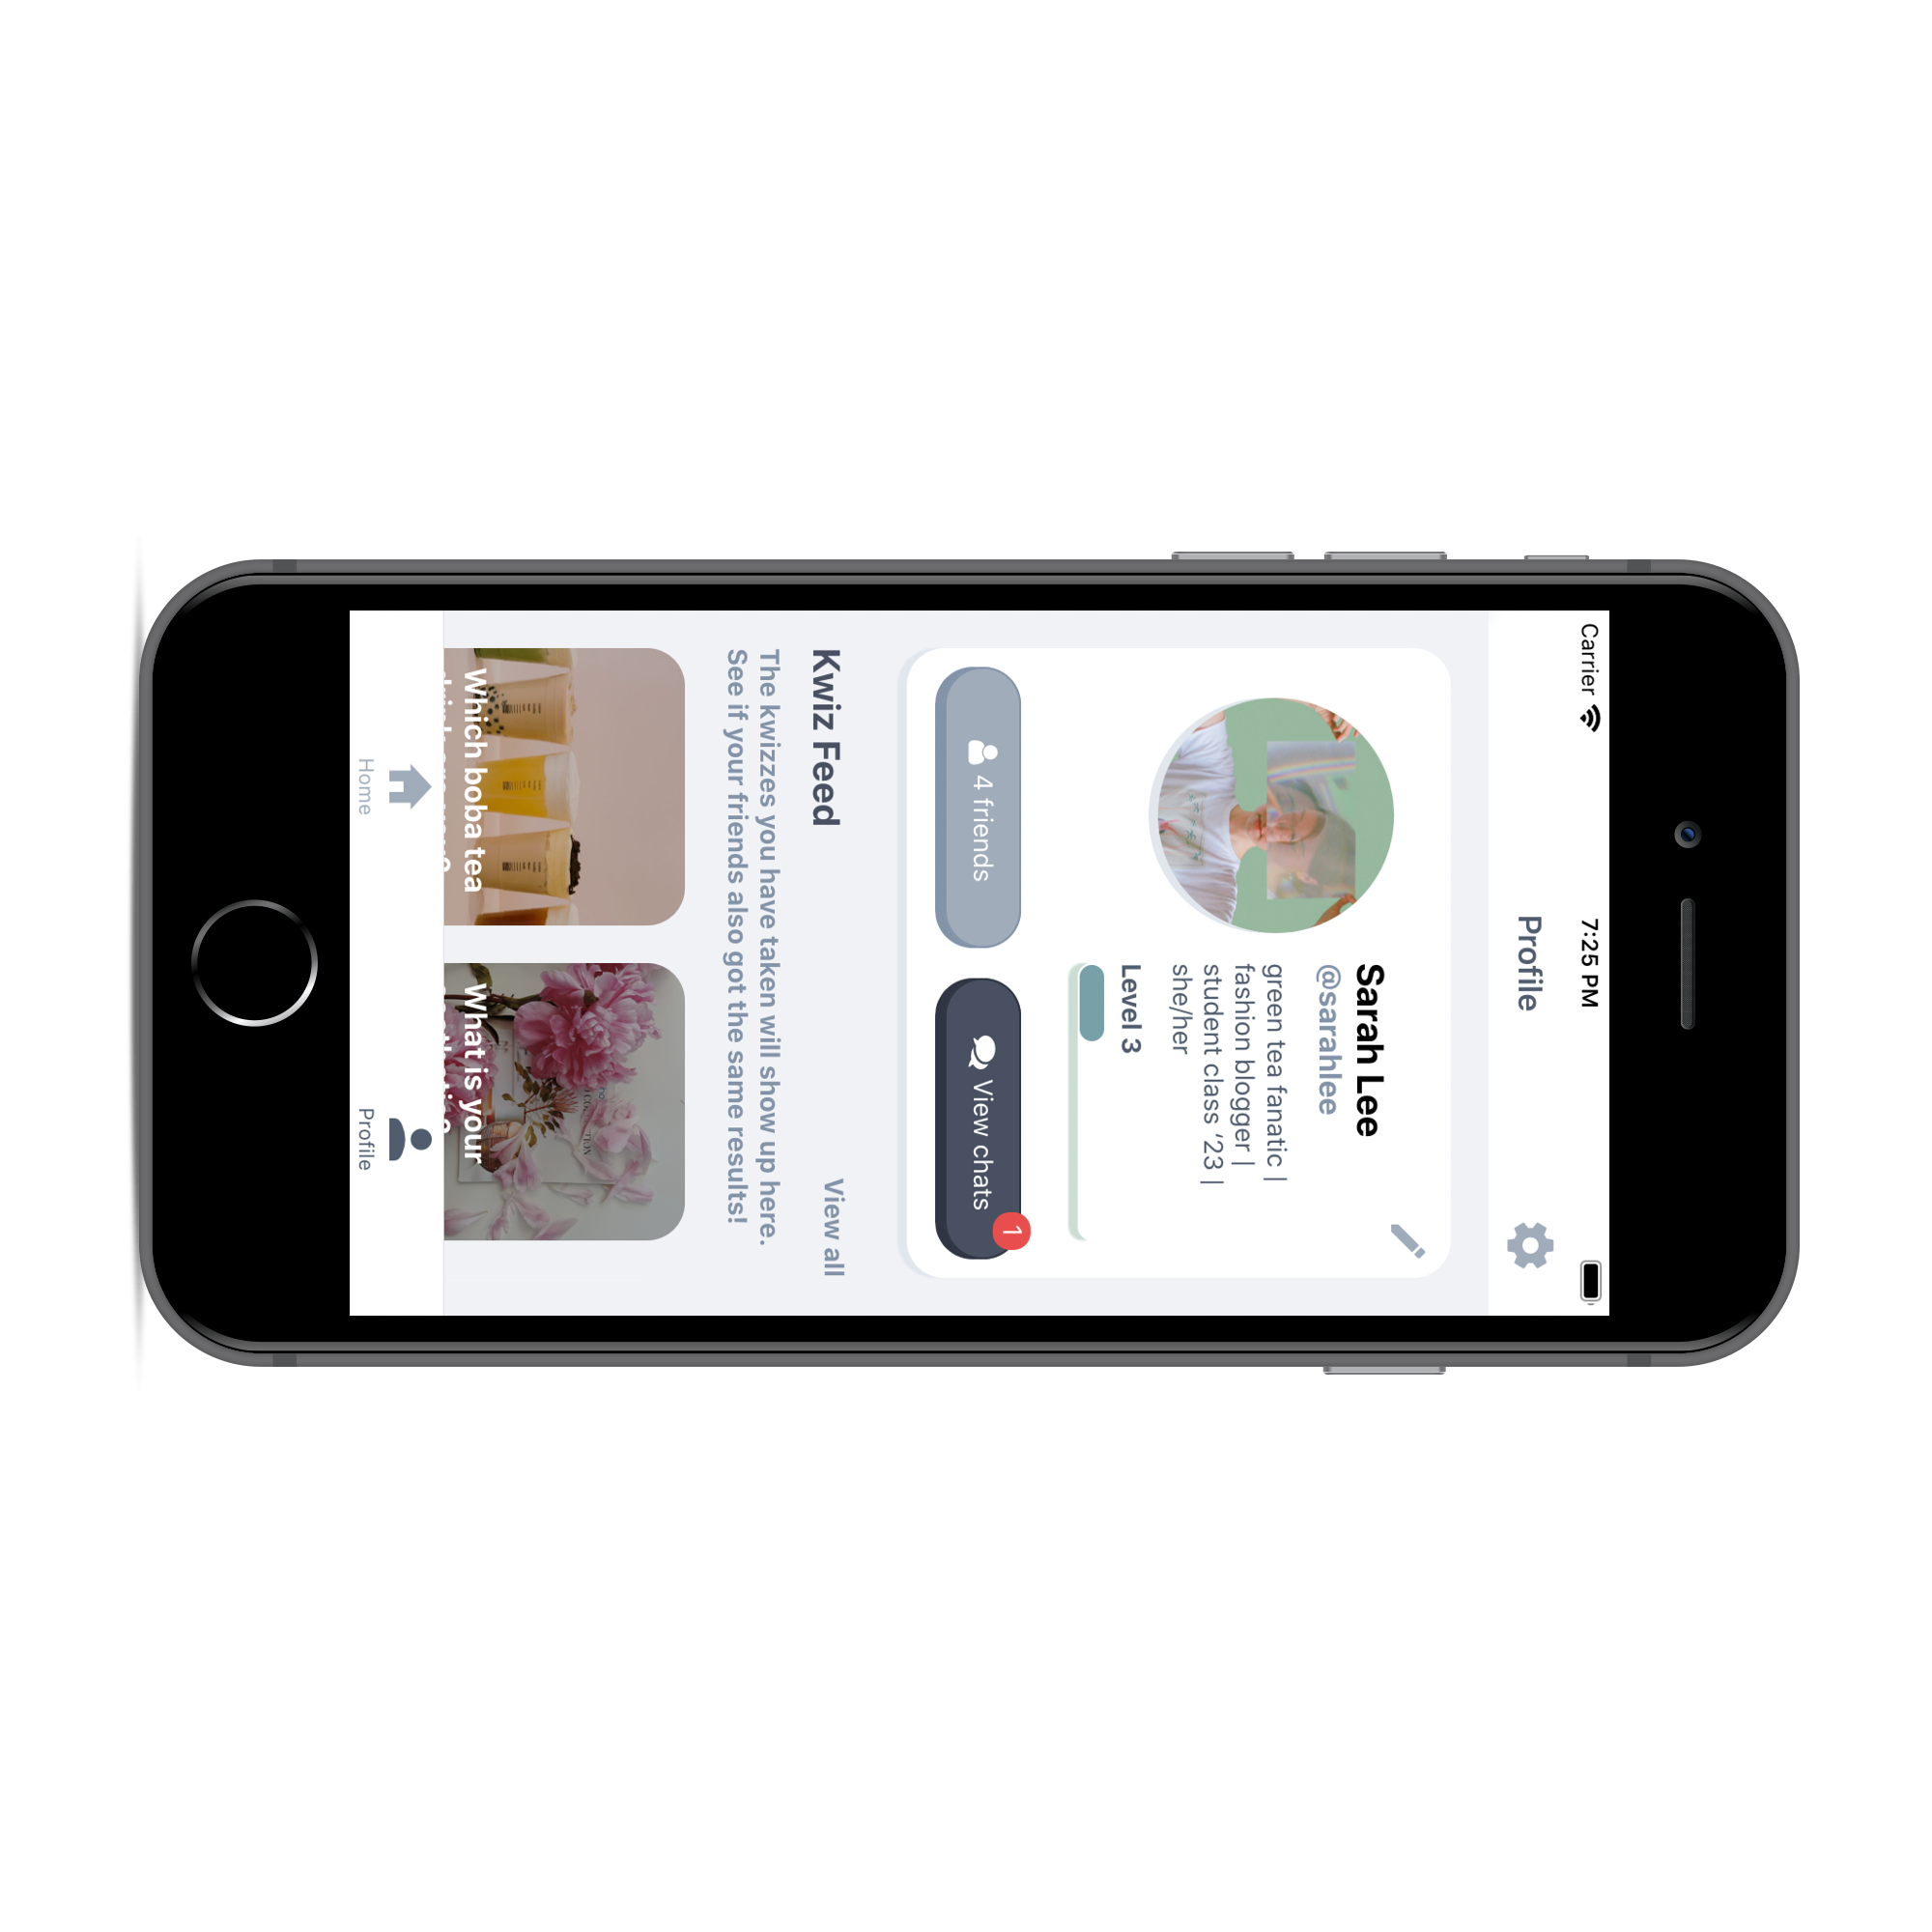 Carrier
7:25 PM
Profile
Sarah Lee
@sarahlee
green tea fanatic |
fashion blogger |
student class '23 |
she/her
Level 3
4 friends
View chats
1
Kwiz Feed
View all
The kwizzes you have taken will show up here.
See if your friends also got the same results!
Which boba tea
What is your
Home
Profile